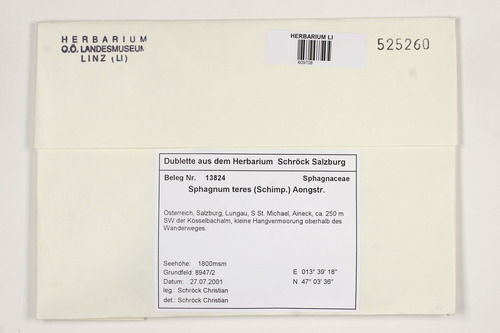 HERBARIUM
O.Ö. LANDESMUSEUM
LINZ (LI)
HERBARIUM LI
609708
525260
Dublette aus dem Herbarium Schröck Salzburg
Beleg Nr. 13824 Sphagnaceae
Sphagnum teres (Schimp.) Aongstr.
Österreich, Salzburg, Lungau, S St. Michael, Aineck, ca. 250 m
SW der Kösselbachalm, kleine Hangvermoorung oberhalb des
Wanderweges.
Seehöhe: 1800msm
Grundfeld: 8947/2 E 013° 39' 18"
Datum: 27.07.2001 N 47° 03' 36"
leg.: Schröck Christian
det.: Schröck Christian